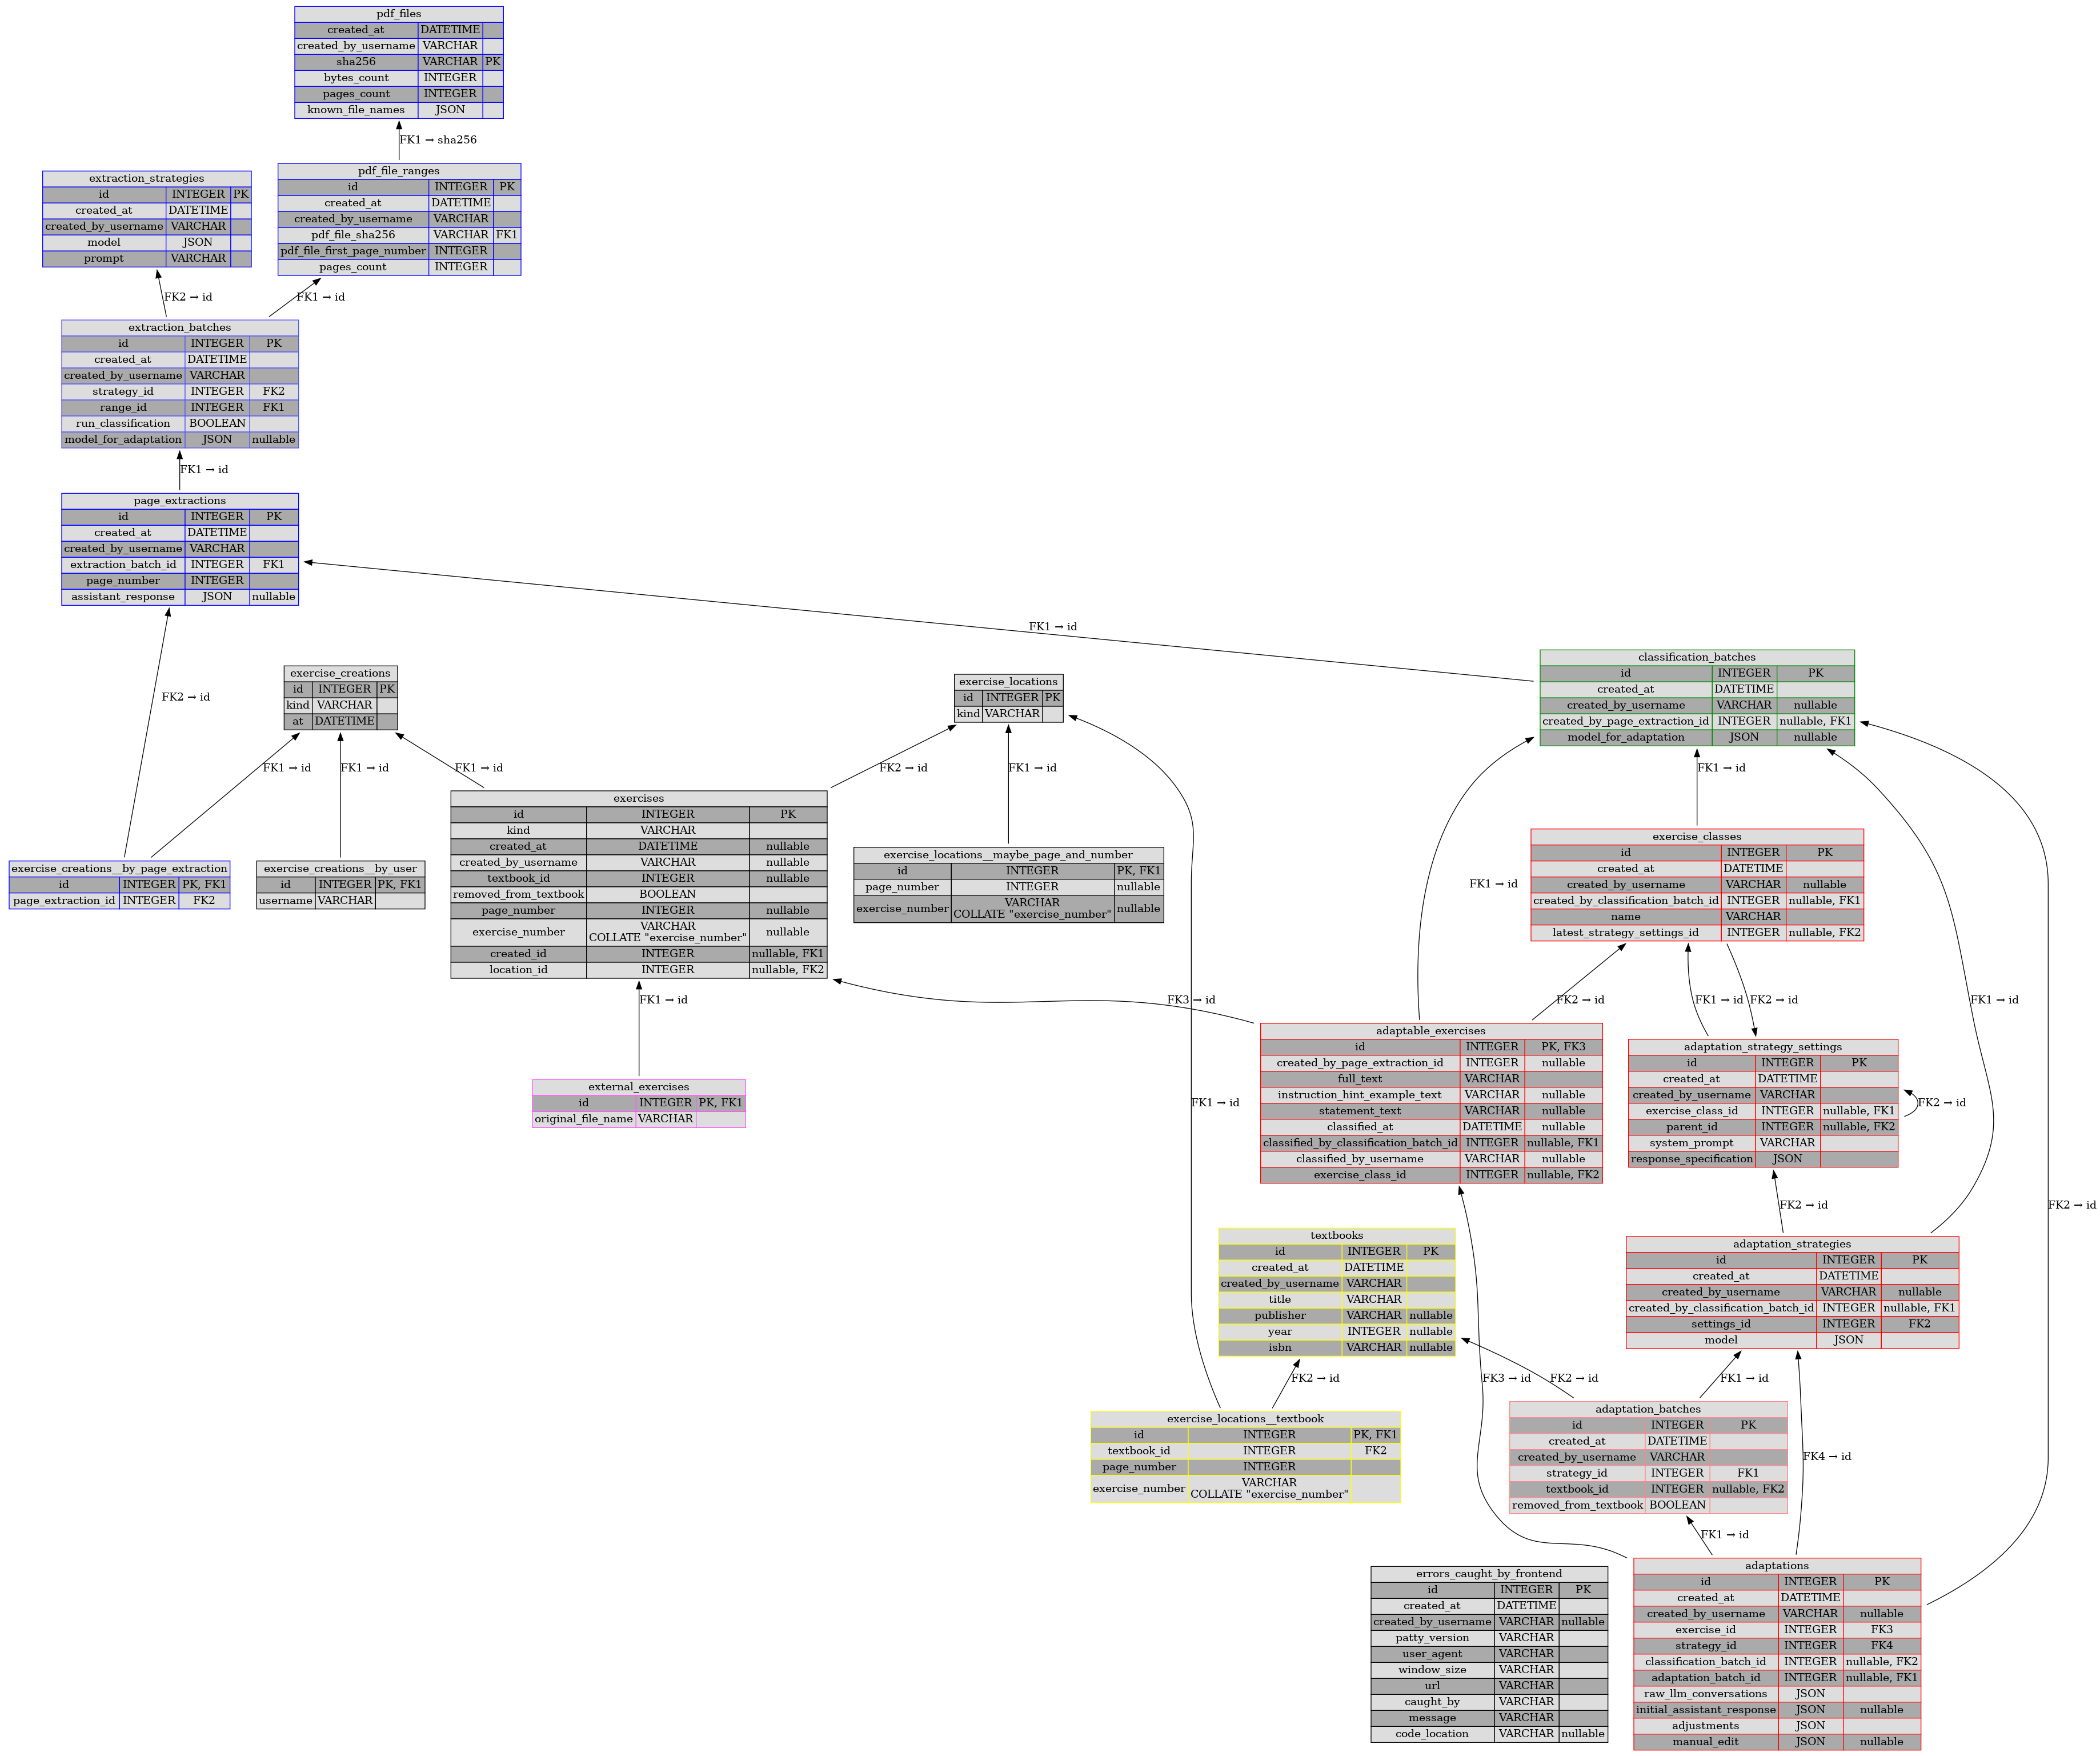 pdf_files
created_at DATETIME
created_by_username VARCHAR
sha256 VARCHAR PK
bytes_count INTEGER
pages_count INTEGER
known_file_names JSON
FK1 → sha256
extraction_strategies
id INTEGER PK
created_at DATETIME
created_by_username VARCHAR
model JSON
prompt VARCHAR
pdf_file_ranges
id INTEGER PK
created_at DATETIME
created_by_username VARCHAR
pdf_file_sha256 VARCHAR FK1
pdf_file_first_page_number INTEGER
pages_count INTEGER
FK2 → id
FK1 → id
extraction_batches
id INTEGER PK
created_at DATETIME
created_by_username VARCHAR
strategy_id INTEGER FK2
range_id INTEGER FK1
run_classification BOOLEAN
model_for_adaptation JSON nullable
FK1 → id
page_extractions
id INTEGER PK
created_at DATETIME
created_by_username VARCHAR
extraction_batch_id INTEGER FK1
page_number INTEGER
assistant_response JSON nullable
FK1 → id
FK2 → id
exercise_creations
id INTEGER PK
kind VARCHAR
at DATETIME
exercise_locations
id INTEGER PK
kind VARCHAR
classification_batches
id INTEGER PK
created_at DATETIME
created_by_username VARCHAR nullable
created_by_page_extraction_id INTEGER nullable, FK1
model_for_adaptation JSON nullable
FK1 → id
FK1 → id
FK1 → id
FK2 → id
FK1 → id
FK1 → id
exercise_creations__by_page_extraction
id INTEGER PK, FK1
page_extraction_id INTEGER FK2
exercise_creations__by_user
id INTEGER PK, FK1
username VARCHAR
exercises
id INTEGER PK
kind VARCHAR
created_at DATETIME nullable
created_by_username VARCHAR nullable
textbook_id INTEGER nullable
removed_from_textbook BOOLEAN
page_number INTEGER nullable
exercise_number VARCHAR
COLLATE "exercise_number" nullable
created_id INTEGER nullable, FK1
location_id INTEGER nullable, FK2
exercise_locations__maybe_page_and_number
id INTEGER PK, FK1
page_number INTEGER nullable
exercise_number VARCHAR
COLLATE "exercise_number" nullable
FK1 → id
exercise_classes
id INTEGER PK
created_at DATETIME
created_by_username VARCHAR nullable
created_by_classification_batch_id INTEGER nullable, FK1
name VARCHAR
latest_strategy_settings_id INTEGER nullable, FK2
FK1 → id
FK3 → id
FK2 → id
FK1 → id
FK2 → id
FK1 → id
external_exercises
id INTEGER PK, FK1
original_file_name VARCHAR
FK1 → id
adaptable_exercises
id INTEGER PK, FK3
created_by_page_extraction_id INTEGER nullable
full_text VARCHAR
instruction_hint_example_text VARCHAR nullable
statement_text VARCHAR nullable
classified_at DATETIME nullable
classified_by_classification_batch_id INTEGER nullable, FK1
classified_by_username VARCHAR nullable
exercise_class_id INTEGER nullable, FK2
adaptation_strategy_settings
id INTEGER PK
created_at DATETIME
created_by_username VARCHAR
exercise_class_id INTEGER nullable, FK1
parent_id INTEGER nullable, FK2
system_prompt VARCHAR
response_specification JSON
FK2 → id
FK2 → id
FK2 → id
textbooks
id INTEGER PK
created_at DATETIME
created_by_username VARCHAR
title VARCHAR
publisher VARCHAR nullable
year INTEGER nullable
isbn VARCHAR nullable
adaptation_strategies
id INTEGER PK
created_at DATETIME
created_by_username VARCHAR nullable
created_by_classification_batch_id INTEGER nullable, FK1
settings_id INTEGER FK2
model JSON
FK2 → id
FK3 → id
FK2 → id
FK1 → id
exercise_locations__textbook
id INTEGER PK, FK1
textbook_id INTEGER FK2
page_number INTEGER
exercise_number VARCHAR
COLLATE "exercise_number"
adaptation_batches
id INTEGER PK
created_at DATETIME
created_by_username VARCHAR
strategy_id INTEGER FK1
textbook_id INTEGER nullable, FK2
removed_from_textbook BOOLEAN
FK4 → id
FK1 → id
errors_caught_by_frontend
id INTEGER PK
created_at DATETIME
created_by_username VARCHAR nullable
patty_version VARCHAR
user_agent VARCHAR
window_size VARCHAR
url VARCHAR
caught_by VARCHAR
message VARCHAR
code_location VARCHAR nullable
adaptations
id INTEGER PK
created_at DATETIME
created_by_username VARCHAR nullable
exercise_id INTEGER FK3
strategy_id INTEGER FK4
classification_batch_id INTEGER nullable, FK2
adaptation_batch_id INTEGER nullable, FK1
raw_llm_conversations JSON
initial_assistant_response JSON nullable
adjustments JSON
manual_edit JSON nullable